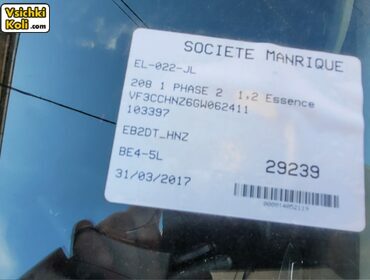 Vsichki
Koli.com
SOCIETE MANRIQUE
EL-022-JL
208 1 PHASE 2 1,2 Essence
VF3CCHNZ6GW062411
103397
EB2DT_HNZ
BE4-5L
31/03/2017
29239